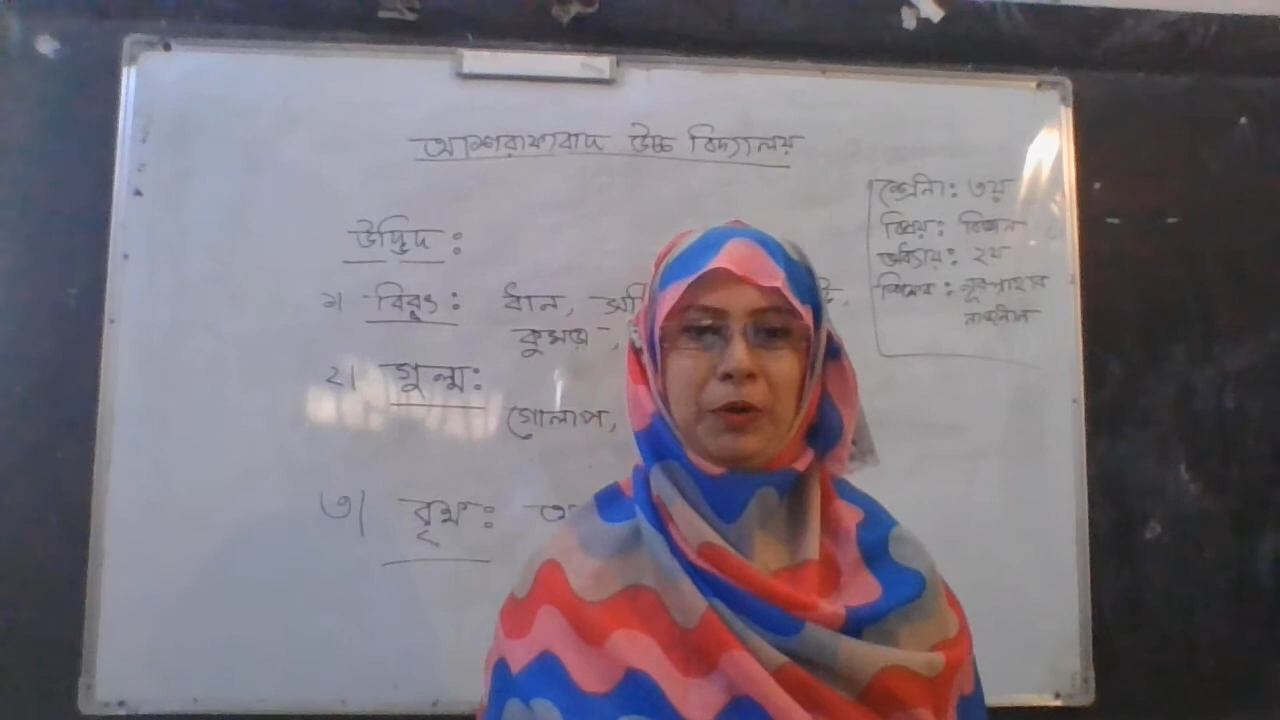 আশরাফাবাদ উচ্চ বিদ্যালয়
শ্রেনী: ৩য়
বিষয়: বিজ্ঞান
অধ্যায়: ২য়
উদ্ভিদ:
১। বিরুৎ: ধান,
কুমড়া,
২। গুল্ম:
গোলাপ,
৩। বৃক্ষ: